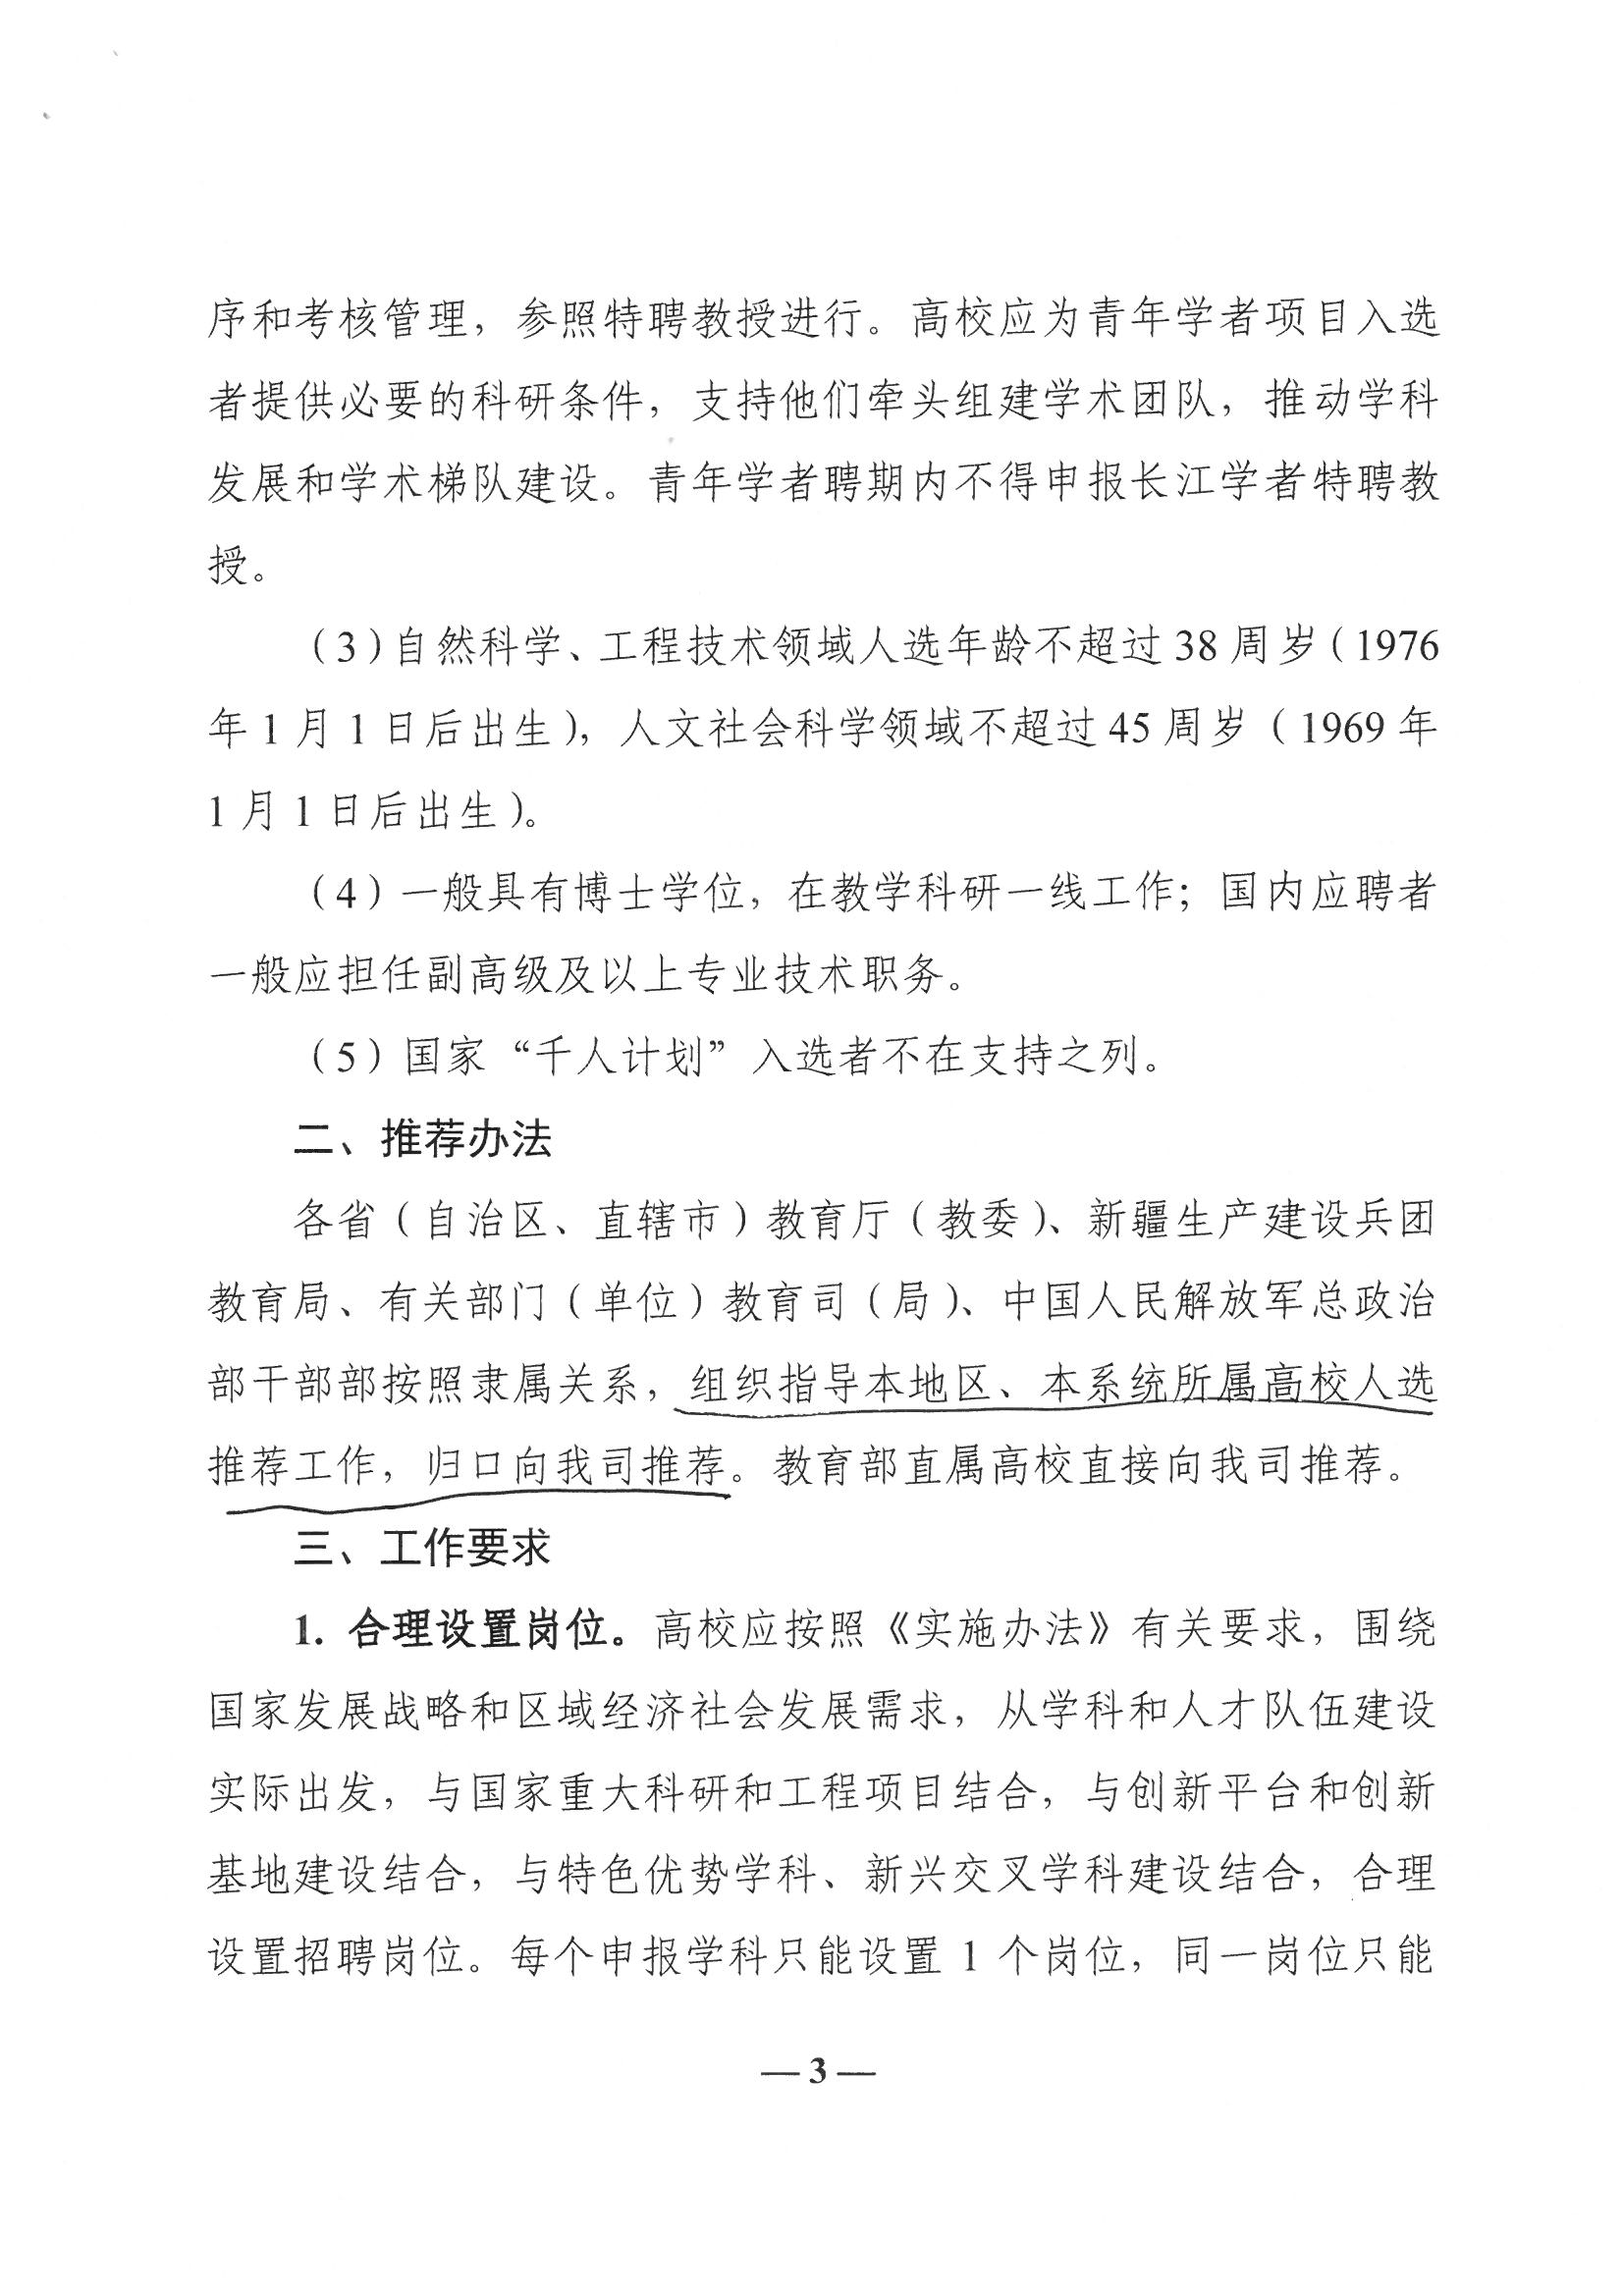 序和考核管理，参照特聘教授进行。高校应为青年学者项目入选
者提供必要的科研条件，支持他们牵头组建学术团队，推动学科
发展和学术梯队建设。青年学者聘期内不得申报长江学者特聘教
授。
（3）自然科学、工程技术领域人选年龄不超过 38 周岁（1976
年 1 月 1 日后出生），人文社会科学领域不超过 45 周岁（1969 年
1 月 1 日后出生）。
（4）一般具有博士学位，在教学科研一线工作；国内应聘者
一般应担任副高级及以上专业技术职务。
（5）国家“千人计划”入选者不在支持之列。
二、推荐办法
各省（自治区、直辖市）教育厅（教委）、新疆生产建设兵团
教育局、有关部门（单位）教育司（局）、中国人民解放军总政治
部干部部按照隶属关系，组织指导本地区、本系统所属高校人选
推荐工作，归口向我司推荐。教育部直属高校直接向我司推荐。
三、工作要求
1. 合理设置岗位。高校应按照《实施办法》有关要求，围绕
国家发展战略和区域经济社会发展需求，从学科和人才队伍建设
实际出发，与国家重大科研和工程项目结合，与创新平台和创新
基地建设结合，与特色优势学科、新兴交叉学科建设结合，合理
设置招聘岗位。每个申报学科只能设置 1 个岗位，同一岗位只能
— 3 —